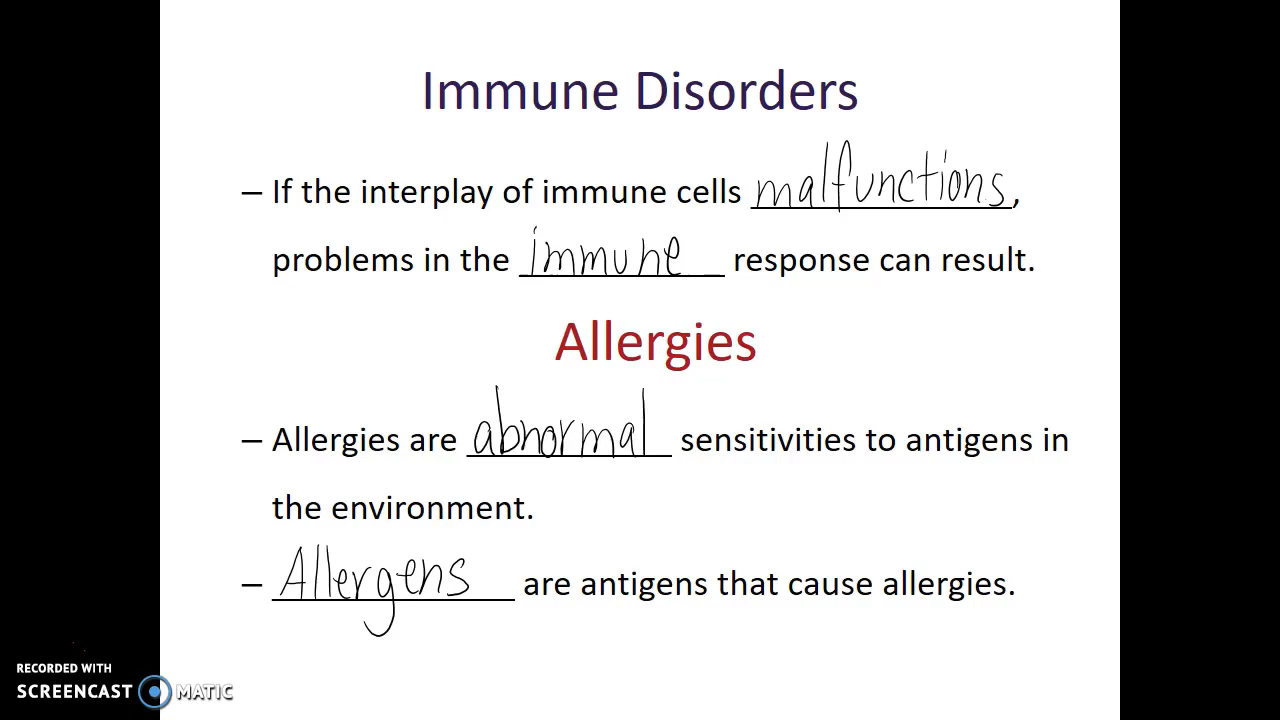 Immune Disorders
– If the interplay of immune cells malfunctions,
problems in the immune response can result.
Allergies
– Allergies are abnormal sensitivities to antigens in
the environment.
– Allergens are antigens that cause allergies.
RECORDED WITH
SCREENCAST MATIC